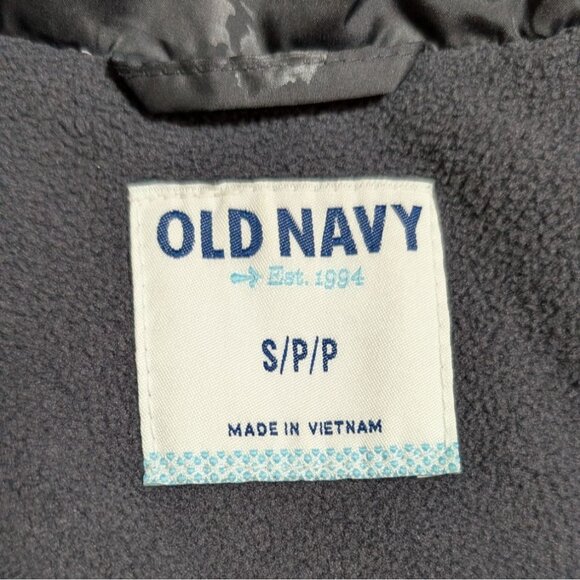 OLD NAVY
Est. 1994
S/P/P
MADE IN VIETNAM